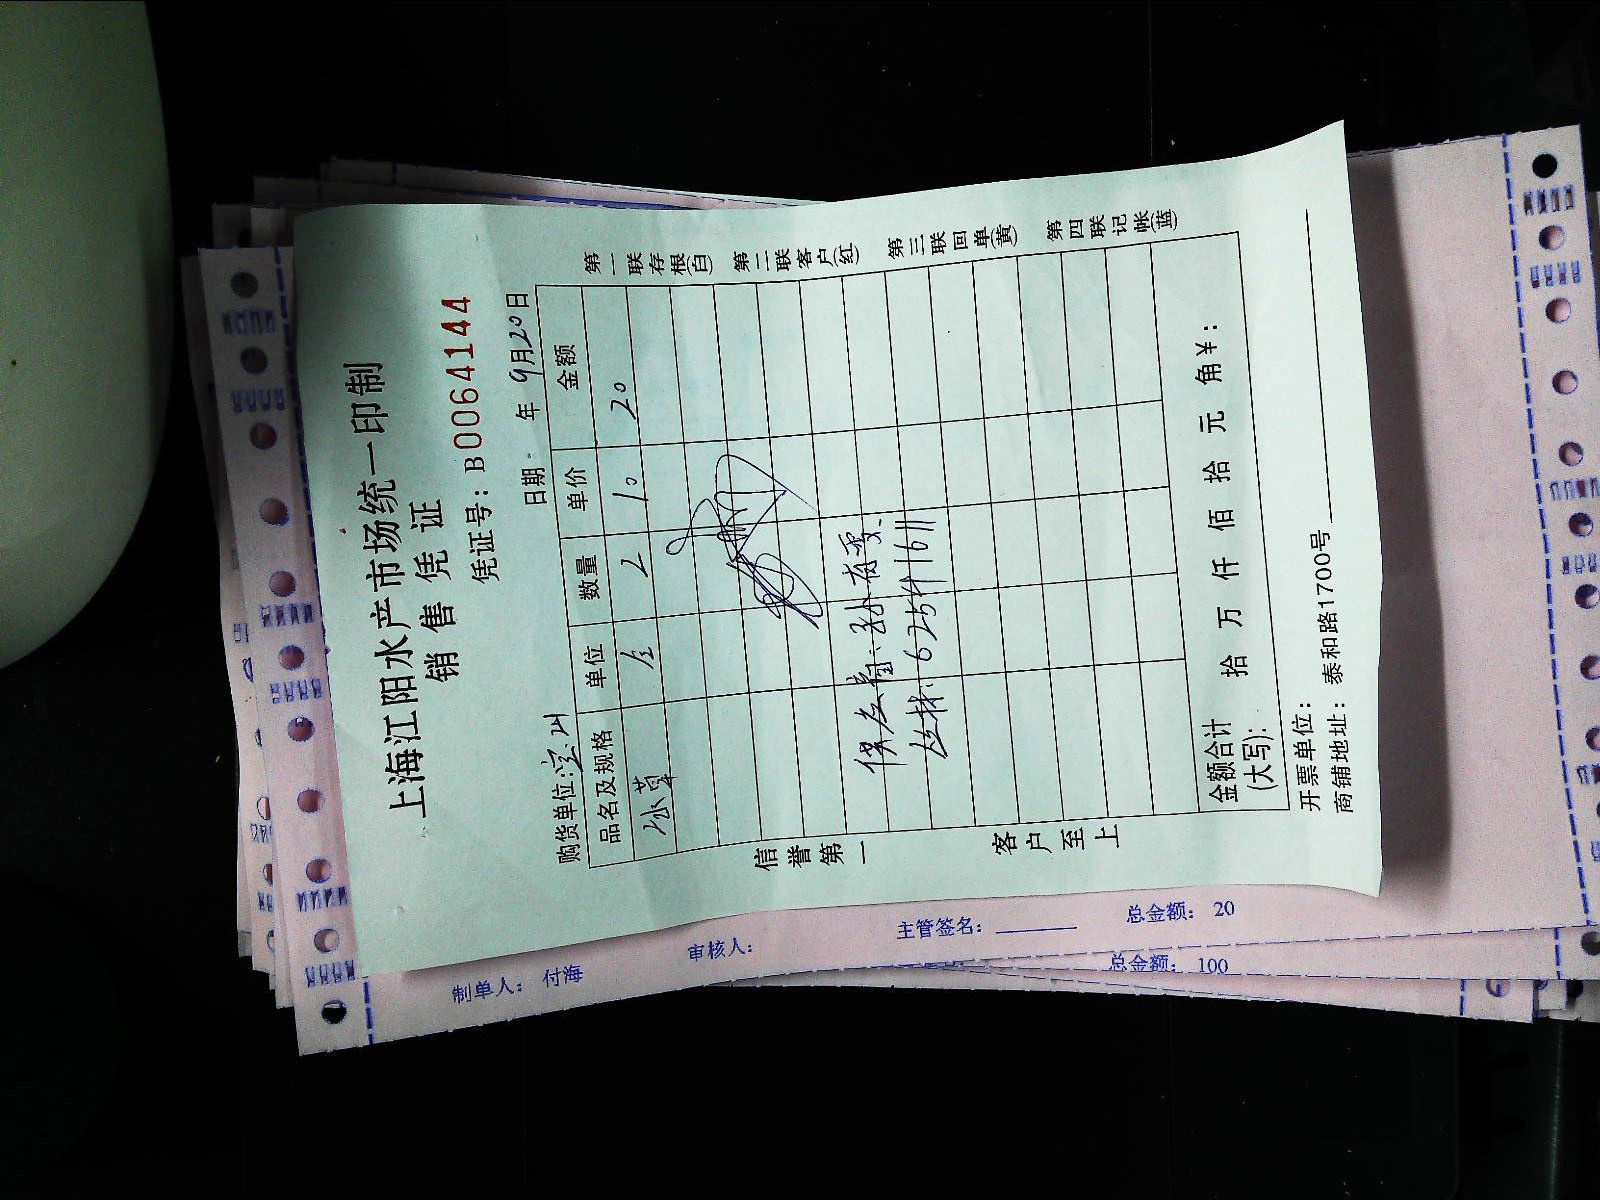 上海江阳水产市场统一印制
销售凭证
凭证号：B0064144
日期： 年 9月20日
购货单位：宝山
品名及规格 单位 数量 单价 金额
冰草 2 10 20
62541611
信誉第一
客户至上
第一联存根(白) 第二联客户(红) 第三联回单(黄) 第四联记帐(蓝)
金额合计(大写)： 拾 万 仟 佰 拾 元 角 ¥：
开票单位：
商铺地址：泰和路1700号
制单人： 付海 审核人： 主管签名： 总金额： 20
总金额： 100